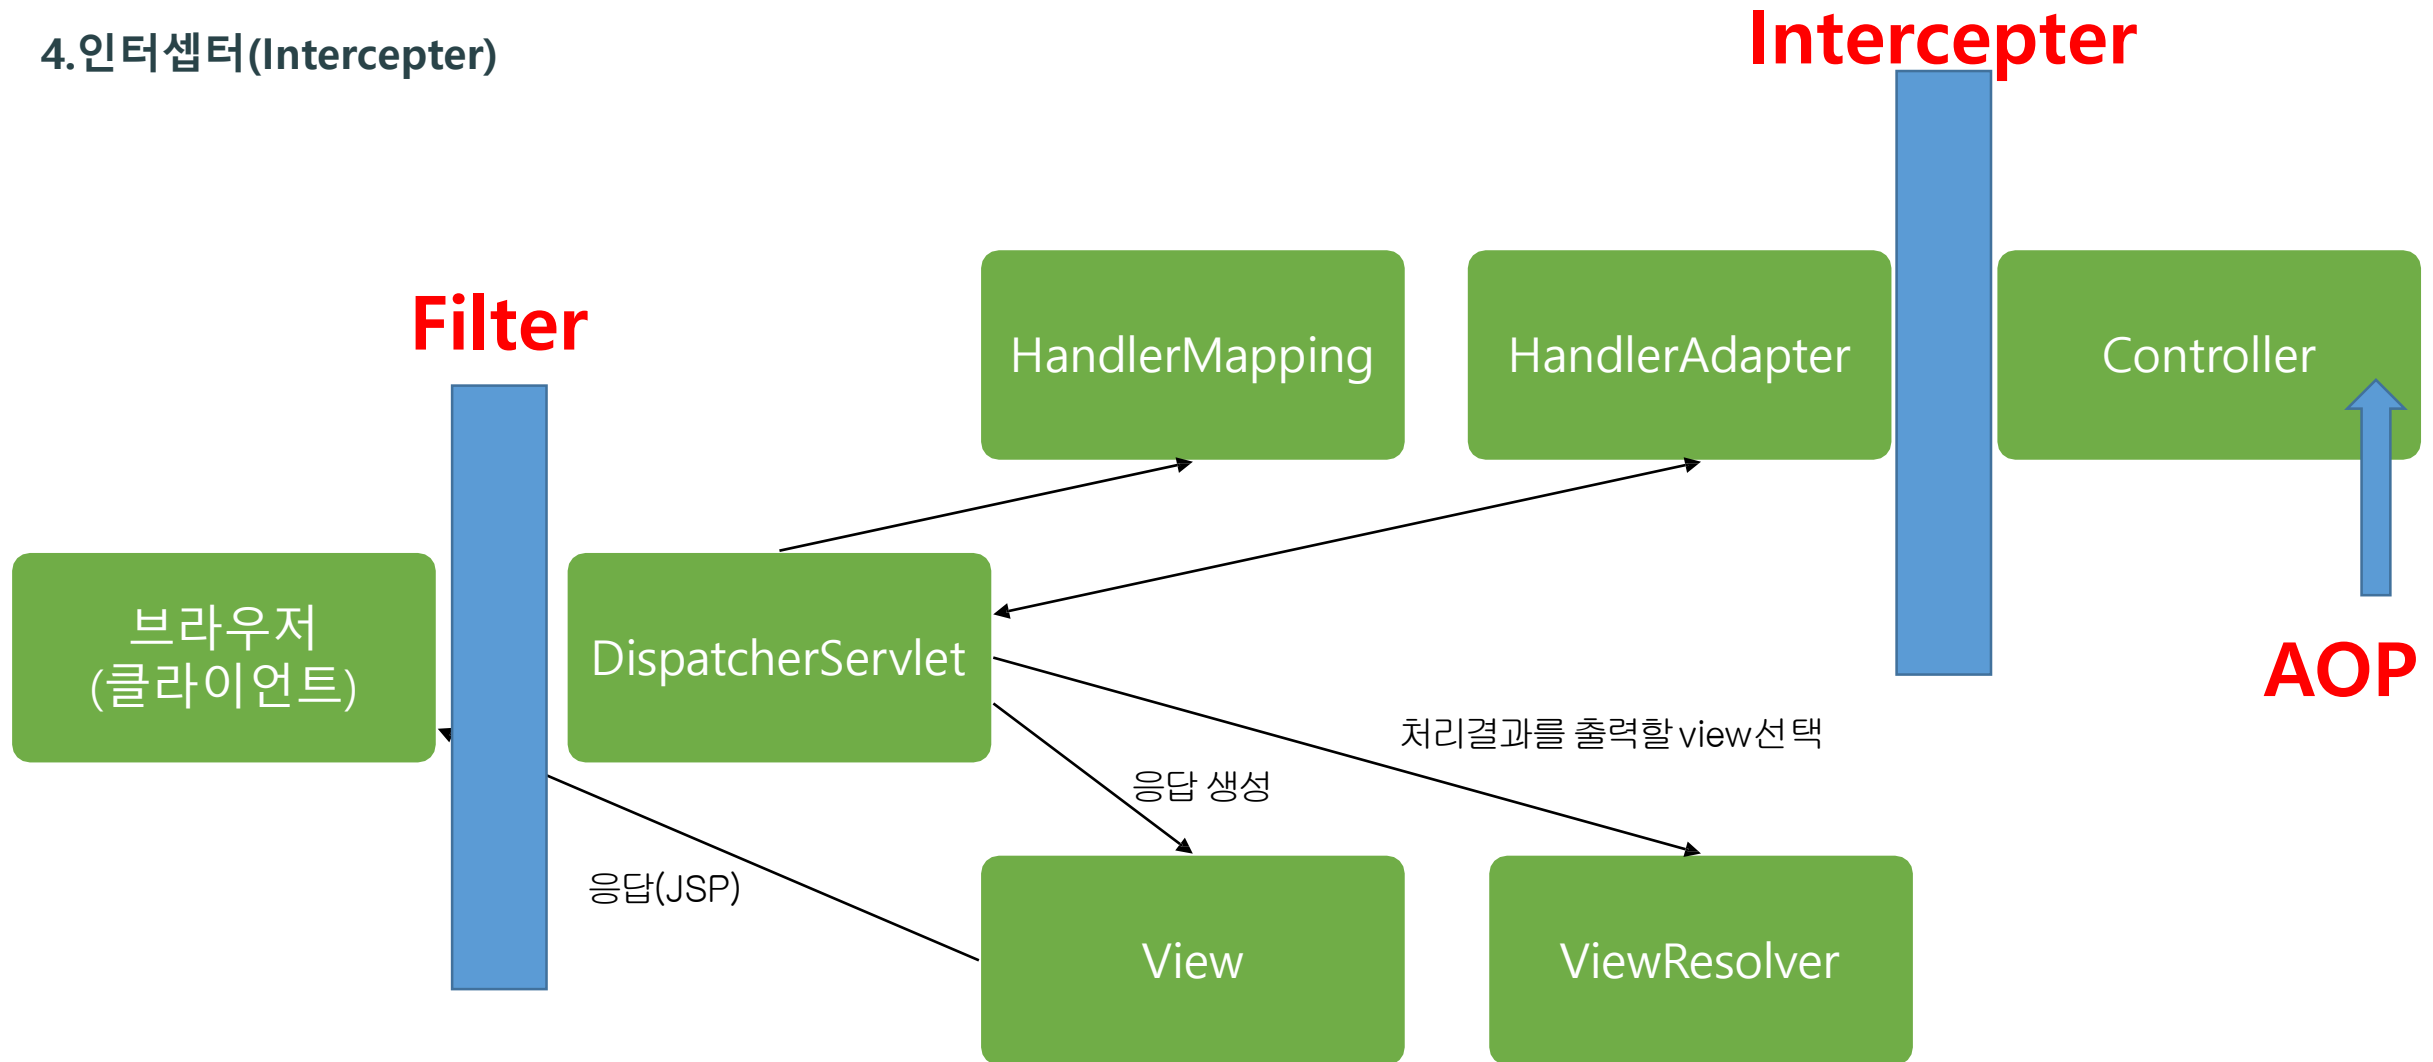 4.인터셉터(Intercepter)
Intercepter
Filter
HandlerMapping
HandlerAdapter
Controller
브라우저
(클라이언트)
DispatcherServlet
AOP
처리결과를 출력할 view선택
응답 생성
응답(JSP)
View
ViewResolver